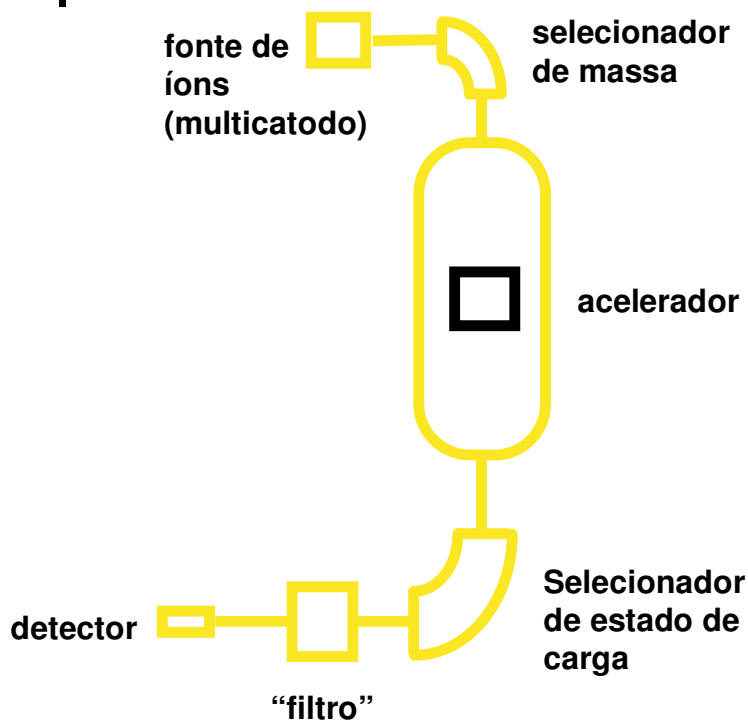 fonte de
íons
(multicatodo)
selecionador
de massa
acelerador
Selecionador
de estado de
carga
detector
“filtro”